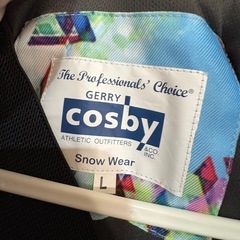 The Professionals' Choice®
GERRY
cosby
ATHLETIC OUTFITTERS &CO INC.
Snow Wear
L